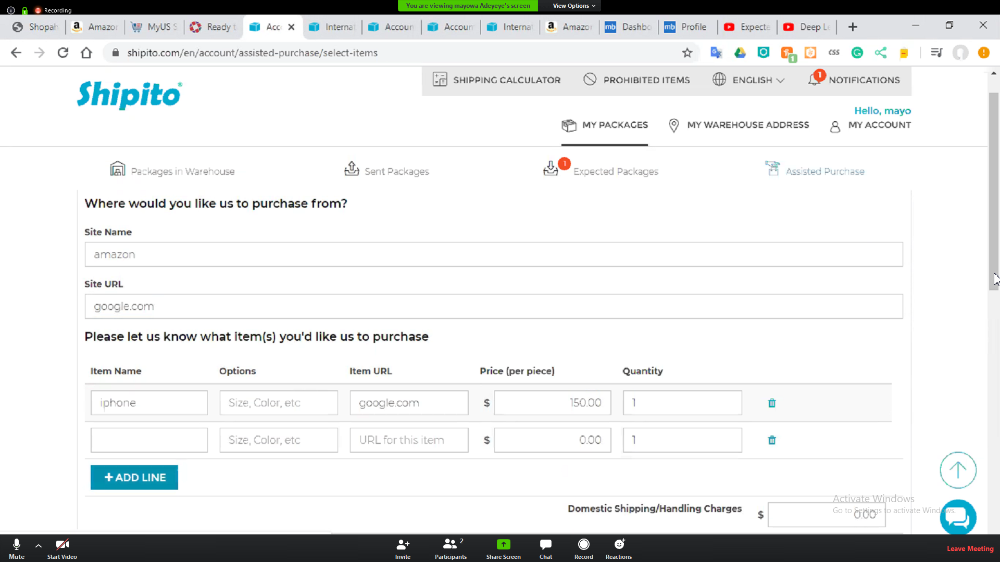 Recording
You are viewing mayowa Adeyeye's screen
View Options
Shopah
Amazon
MyUS S
Ready t
Acc
Internat
Accoun
Accoun
Internat
Amazon
Dashbo
Profile
Expecte
Deep Le
shipito.com/en/account/assisted-purchase/select-items
Shipito
SHIPPING CALCULATOR
PROHIBITED ITEMS
ENGLISH
1
NOTIFICATIONS
Hello, mayo
MY PACKAGES
MY WAREHOUSE ADDRESS
MY ACCOUNT
Packages in Warehouse
Sent Packages
1
Expected Packages
Assisted Purchase
Where would you like us to purchase from?
Site Name
amazon
Site URL
google.com
Please let us know what item(s) you'd like us to purchase
Item Name Options Item URL Price (per piece) Quantity
iphone Size, Color, etc google.com $ 150.00 1
Size, Color, etc URL for this item $ 0.00 1
+ ADD LINE
Domestic Shipping/Handling Charges $ 0.00
Activate Windows
Go to Settings to activate Windows.
Mute
Start Video
Invite
2
Participants
Share Screen
Chat
Record
Reactions
Leave Meeting